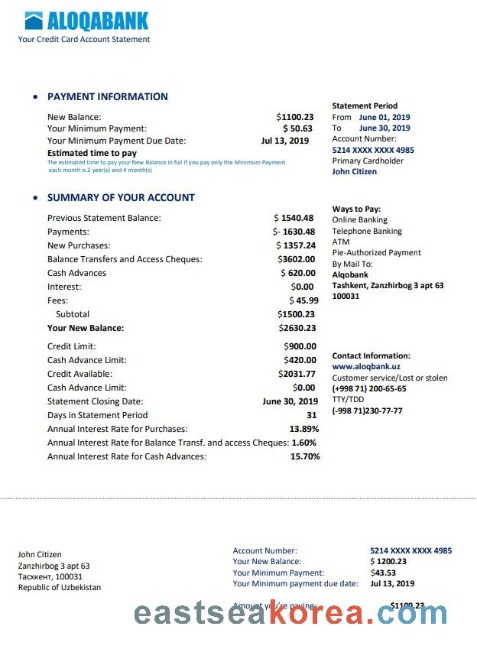 ALOQABANK
Your Credit Card Account Statement
• PAYMENT INFORMATION
New Balance: $1100.23
Your Minimum Payment: $ 50.63
Your Minimum Payment Due Date: Jul 13, 2019
Estimated time to pay
The estimated time to pay your New Balance in full if you pay only the Minimum Payment
each month is 2 year(s) and 4 month(s)
Statement Period
From June 01, 2019
To June 30, 2019
Account Number:
5214 XXXX XXXX 4985
Primary Cardholder
John Citizen
• SUMMARY OF YOUR ACCOUNT
Previous Statement Balance: $ 1540.48
Payments: $- 1630.48
New Purchases: $ 1357.24
Balance Transfers and Access Cheques: $3602.00
Cash Advances $ 620.00
Interest: $0.00
Fees: $ 45.99
Subtotal $1500.23
Your New Balance: $2630.23
Credit Limit: $900.00
Cash Advance Limit: $420.00
Credit Available: $2031.77
Cash Advance Limit: $0.00
Statement Closing Date: June 30, 2019
Days in Statement Period 31
Annual Interest Rate for Purchases: 13.89%
Annual Interest Rate for Balance Transf. and access Cheques: 1.60%
Annual Interest Rate for Cash Advances: 15.70%
Ways to Pay:
Online Banking
Telephone Banking
ATM
Pie-Authorized Payment
By Mail To:
Alqobank
Tashkent, Zanzhirbog 3 apt 63
100031
Contact Information:
www.aloqbank.uz
Customer service/Lost or stolen
(+998 71) 200-65-65
TTY/TDD
(-998 71)230-77-77
John Citizen
Zanzhirbog 3 apt 63
Тасхкент, 100031
Republic of Uzbekistan
Account Number: 5214 XXXX XXXX 4985
Your New Balance: $ 1200.23
Your Minimum Payment: $43.53
Your Minimum payment due date: Jul 13, 2019
Amount you're paying: $1100.23
eastseakorea.com